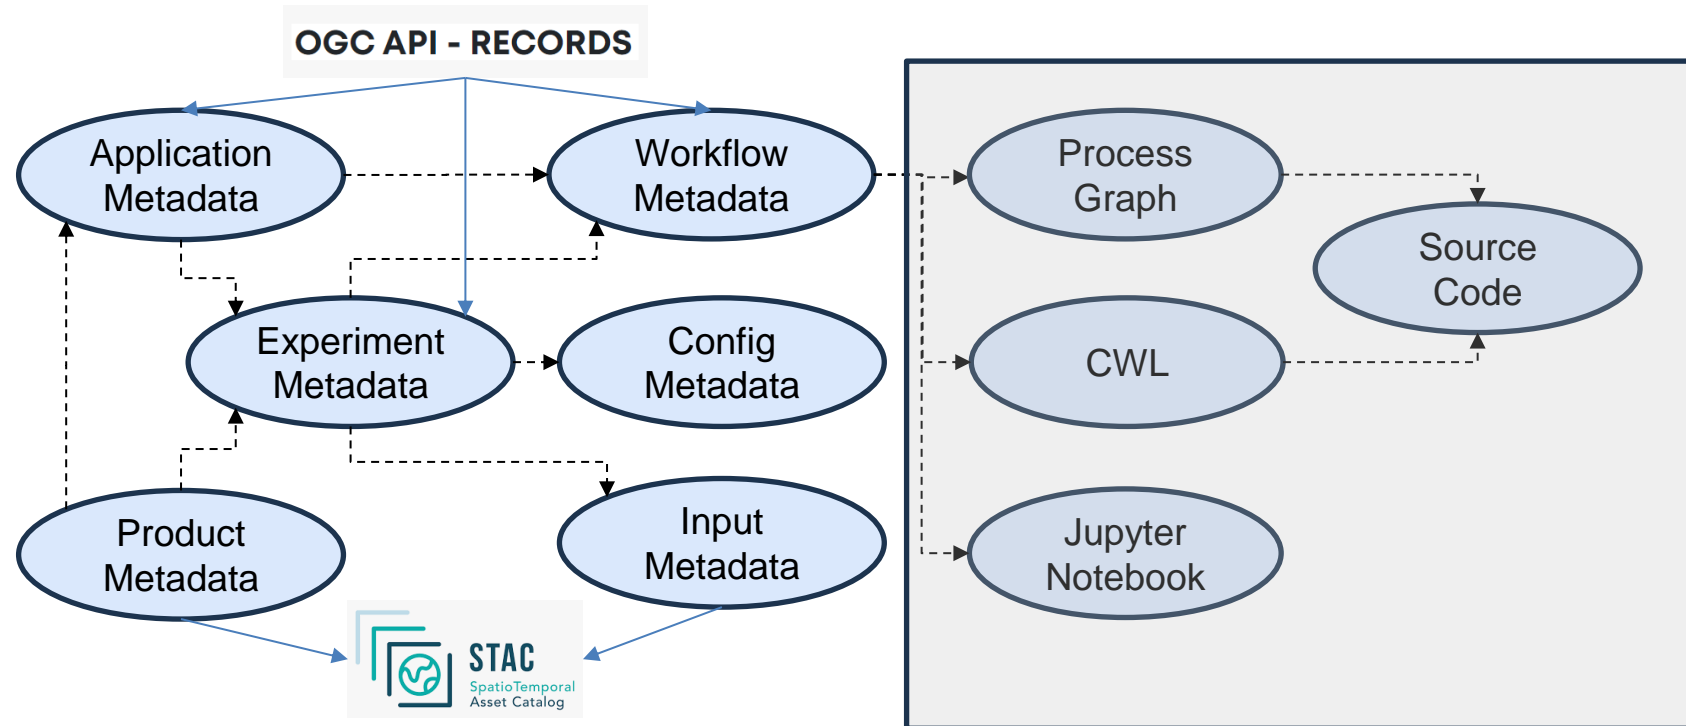 OGC API - RECORDS
Application
Metadata
Workflow
Metadata
Process
Graph
Source
Code
Experiment
Metadata
Config
Metadata
CWL
Product
Metadata
Input
Metadata
Jupyter
Notebook
STAC
SpatioTemporal
Asset Catalog